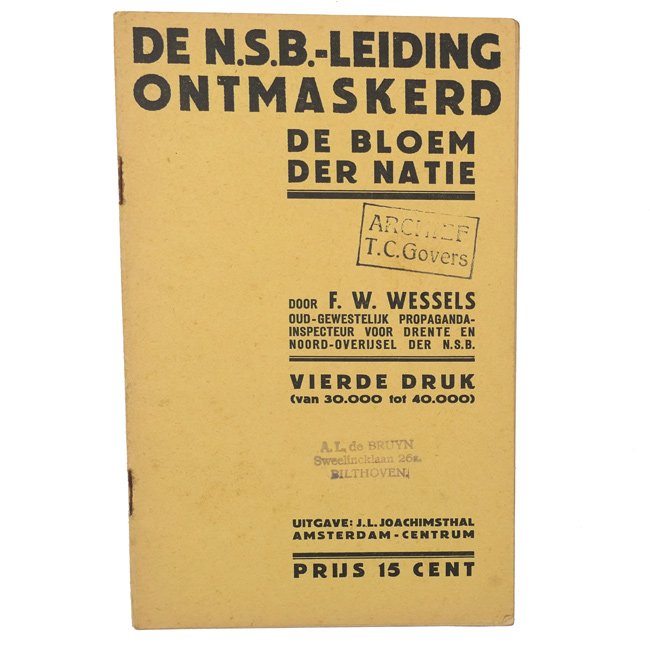 DE N.S.B.-LEIDING
ONTMASKERD
DE BLOEM
DER NATIE
ARCHIEF
T.C.Govers
DOOR F. W. WESSELS
OUD-GEWESTELIJK PROPAGANDA-
INSPECTEUR VOOR DRENTE EN
NOORD-OVERIJSEL DER N.S.B.
VIERDE DRUK
(van 30.000 tot 40.000)
A.L. de BRUYN
Sweelincklaan 26a.
BILTHOVEN.
UITGAVE: J.L.JOACHIMSTHAL
AMSTERDAM-CENTRUM
PRIJS 15 CENT